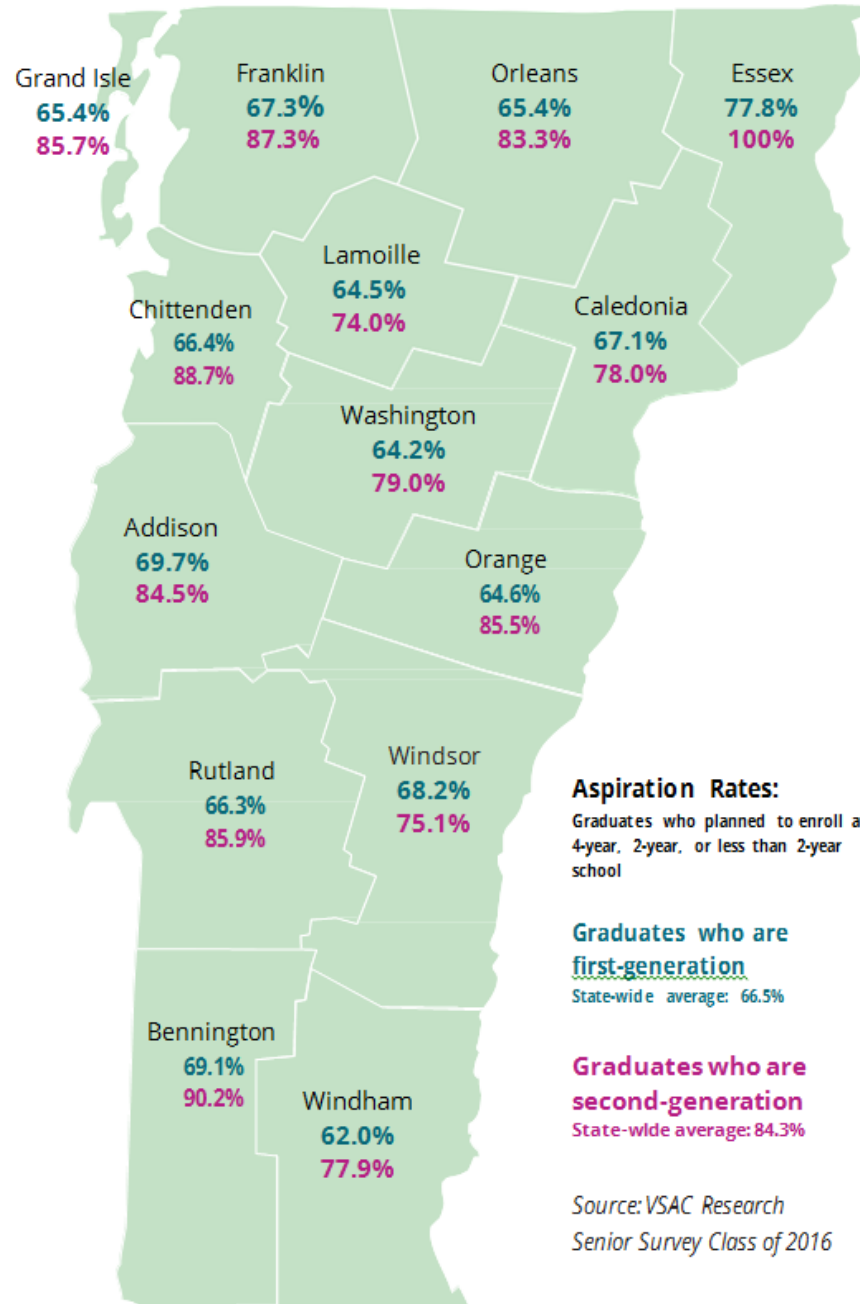 Grand Isle
65.4%
85.7%
Franklin
67.3%
87.3%
Orleans
65.4%
83.3%
Essex
77.8%
100%
Lamoille
64.5%
74.0%
Chittenden
66.4%
88.7%
Caledonia
67.1%
78.0%
Washington
64.2%
79.0%
Addison
69.7%
84.5%
Orange
64.6%
85.5%
Rutland
66.3%
85.9%
Windsor
68.2%
75.1%
Bennington
69.1%
90.2%
Windham
62.0%
77.9%
Aspiration Rates:
Graduates who planned to enroll a
4-year, 2-year, or less than 2-year
school
Graduates who are
first-generation
State-wide average: 66.5%
Graduates who are
second-generation
State-wide average: 84.3%
Source: VSAC Research
Senior Survey Class of 2016